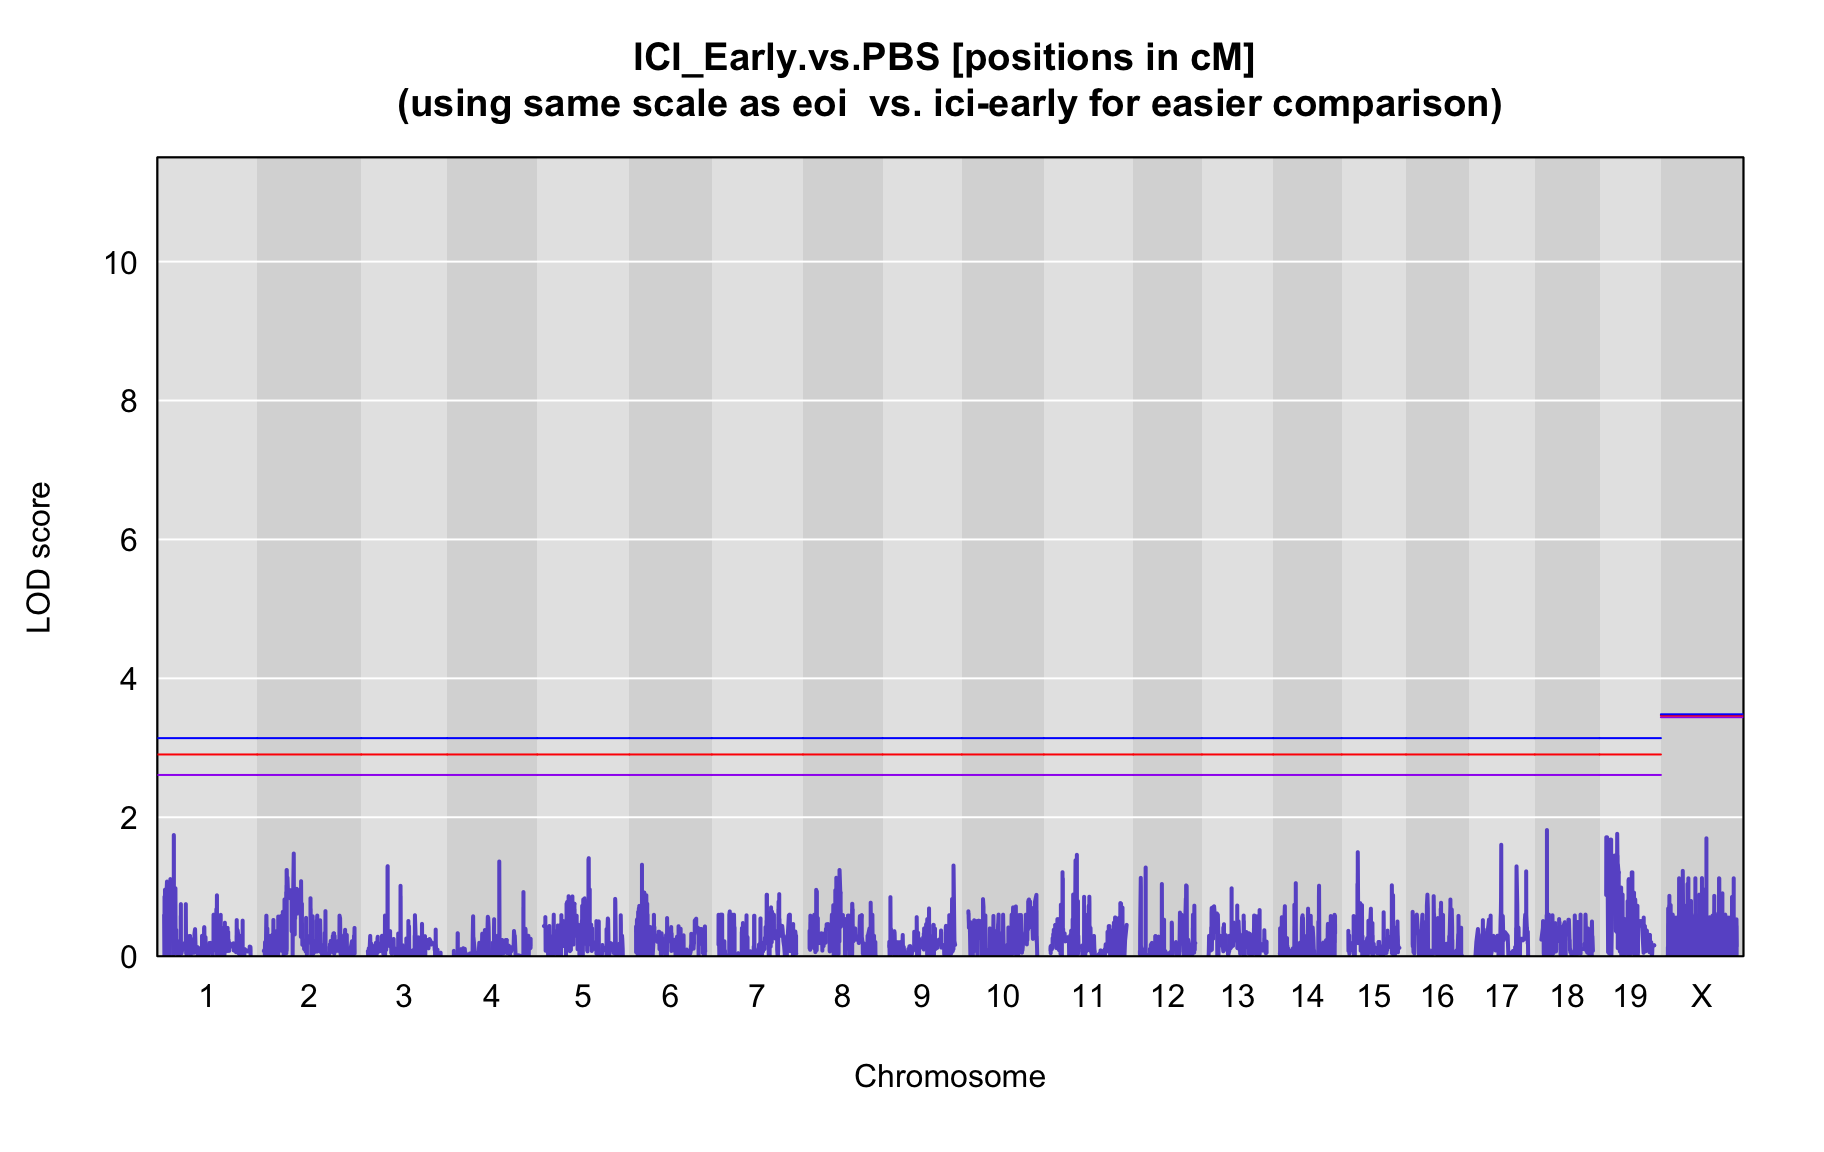 ICI_Early.vs.PBS [positions in cM]
(using same scale as eoi  vs. ici-early for easier comparison)
LOD score
10
8
6
4
2
0
1 2 3 4 5 6 7 8 9 10 11 12 13 14 15 16 17 18 19 X
Chromosome